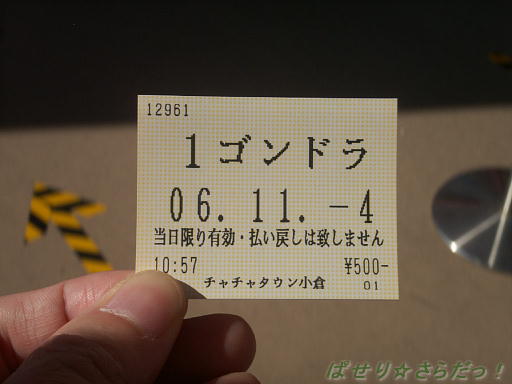 12961
1ゴンドラ
06.11.-4
当日限り有効・払い戻しは致しません
10:57 ¥500-
チャチャタウン小倉 01
ぱせり☆さらだっ!